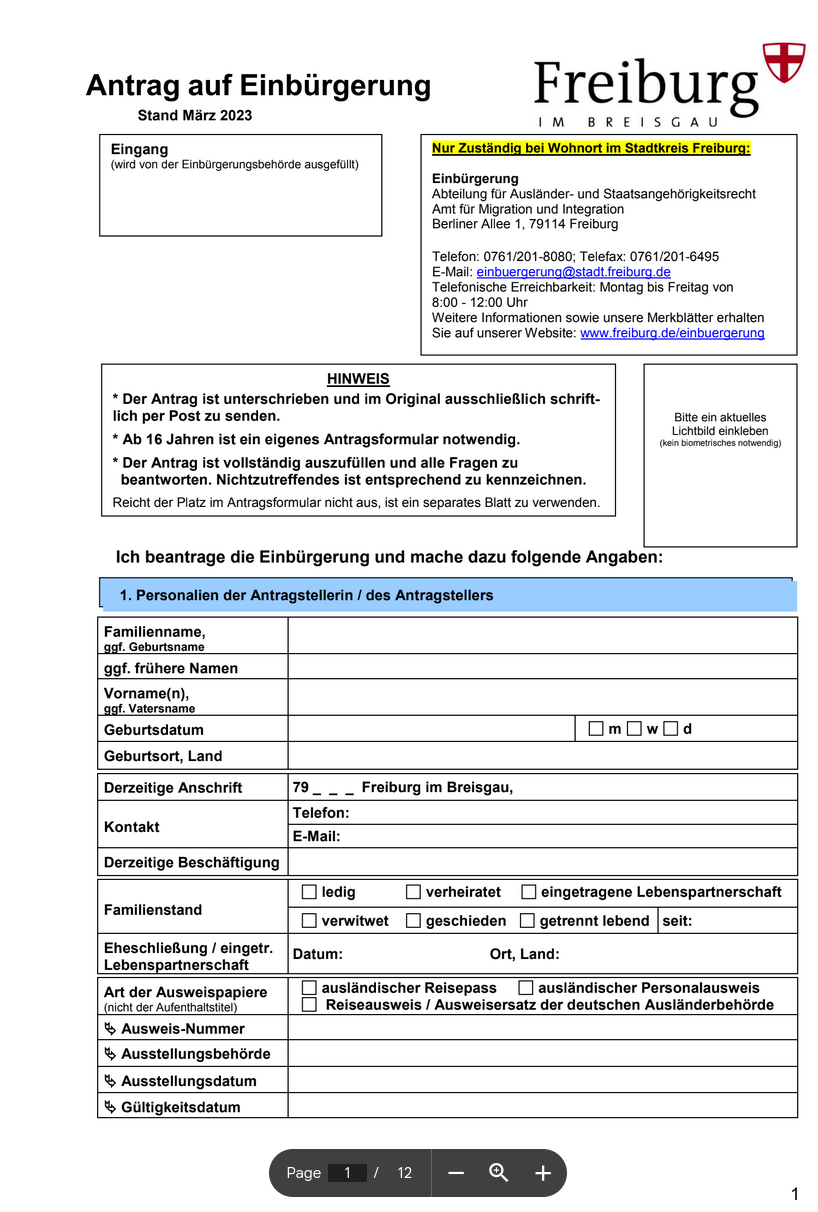 Antrag auf Einbürgerung
Stand März 2023
Freiburg
IM BREISGAU
Eingang
(wird von der Einbürgerungsbehörde ausgefüllt)
Nur Zuständig bei Wohnort im Stadtkreis Freiburg:
Einbürgerung
Abteilung für Ausländer- und Staatsangehörigkeitsrecht
Amt für Migration und Integration
Berliner Allee 1, 79114 Freiburg
Telefon: 0761/201-8080; Telefax: 0761/201-6495
E-Mail: einbuergerung@stadt.freiburg.de
Telefonische Erreichbarkeit: Montag bis Freitag von
8:00 - 12:00 Uhr
Weitere Informationen sowie unsere Merkblätter erhalten
Sie auf unserer Website: www.freiburg.de/einbuergerung
HINWEIS
* Der Antrag ist unterschrieben und im Original ausschließlich schrift-
lich per Post zu senden.
* Ab 16 Jahren ist ein eigenes Antragsformular notwendig.
* Der Antrag ist vollständig auszufüllen und alle Fragen zu
beantworten. Nichtzutreffendes ist entsprechend zu kennzeichnen.
Reicht der Platz im Antragsformular nicht aus, ist ein separates Blatt zu verwenden.
Bitte ein aktuelles
Lichtbild einkleben
(kein biometrisches notwendig)
Ich beantrage die Einbürgerung und mache dazu folgende Angaben:
1. Personalien der Antragstellerin / des Antragstellers
Familienname,
ggf. Geburtsname
ggf. frühere Namen
Vorname(n),
ggf. Vatersname
Geburtsdatum ☐ m ☐ w ☐ d
Geburtsort, Land
Derzeitige Anschrift 79 _ _ _ Freiburg im Breisgau,
Kontakt
Telefon:
E-Mail:
Derzeitige Beschäftigung
Familienstand
☐ ledig ☐ verheiratet ☐ eingetragene Lebenspartnerschaft
☐ verwitwet ☐ geschieden ☐ getrennt lebend seit:
Eheschließung / eingetr.
Lebenspartnerschaft
Datum: Ort, Land:
Art der Ausweispapiere
(nicht der Aufenthaltstitel)
☐ ausländischer Reisepass ☐ ausländischer Personalausweis
☐ Reiseausweis / Ausweisersatz der deutschen Ausländerbehörde
Ausweis-Nummer
Ausstellungsbehörde
Ausstellungsdatum
Gültigkeitsdatum
Page 1 / 12
1